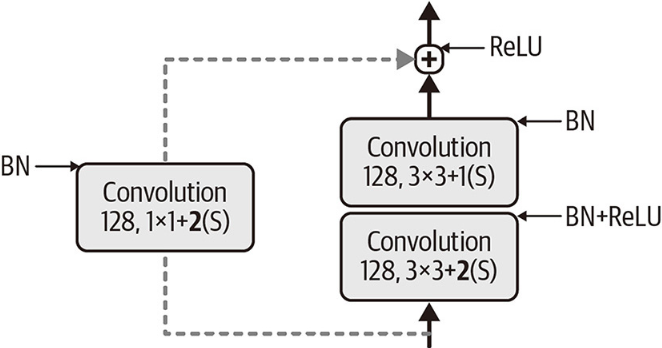 ReLU
BN
Convolution
128, 3×3+1(S)
BN
Convolution
128, 1×1+2(S)
BN+ReLU
Convolution
128, 3×3+2(S)